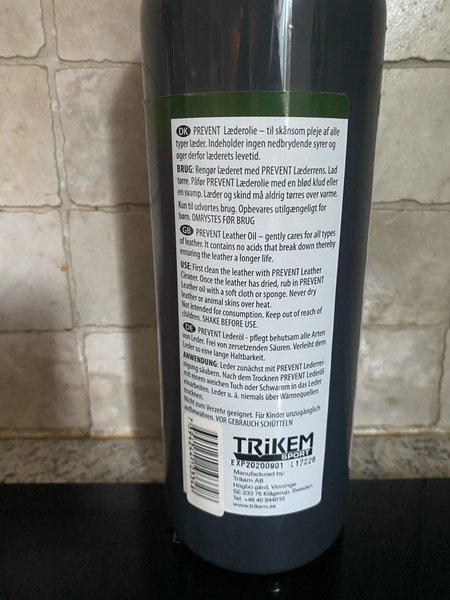 DK PREVENT Læderolie – til skånsom pleje af alle
typer læder. Indeholder ingen nedbrydende syrer og
øger derfor læderets levetid.
BRUG: Rengør læderet med PREVENT Læderrens. Lad
tørre. Påfør PREVENT Læderolie med en blød klud eller
en svamp. Læder og skind må aldrig tørres over varme.
Kun til udvortes brug. Opbevares utilgængeligt for
børn. OMRYSTES FØR BRUG
GB PREVENT Leather Oil – gently cares for all types
of leather. It contains no acids that break down thereby
ensuring the leather a longer life.
USE: First clean the leather with PREVENT Leather
Cleaner. Once the leather has dried, rub in PREVENT
Leather oil with a soft cloth or sponge. Never dry
leather or animal skins over heat.
Not intended for consumption. Keep out of reach of
children. SHAKE BEFORE USE.
DE PREVENT Lederöl - pflegt behutsam alle Arten
von Leder. Frei von zersetzenden Säuren. Verleiht dem
Leder so eine lange Haltbarkeit.
ANWENDUNG: Leder zunächst mit PREVENT Lederrei-
nigung säubern. Nach dem Trocknen PREVENT Lederöl
mit einem weichen Tuch oder Schwamm in das Leder
einarbeiten. Leder u. ä. niemals über Wärmequellen
trocknen.
Nicht zum Verzehr geeignet. Für Kinder unzugänglich
aufbewahren. VOR GEBRAUCH SCHÜTTELN
TRiKEM
SPORT
EXP20200801 L17228
Manufactured by:
Trikem AB
Högbo gård, Vinninge
SE-233 75 Klågerup, Sweden
Tel. +46 40 944010
www.trikem.se